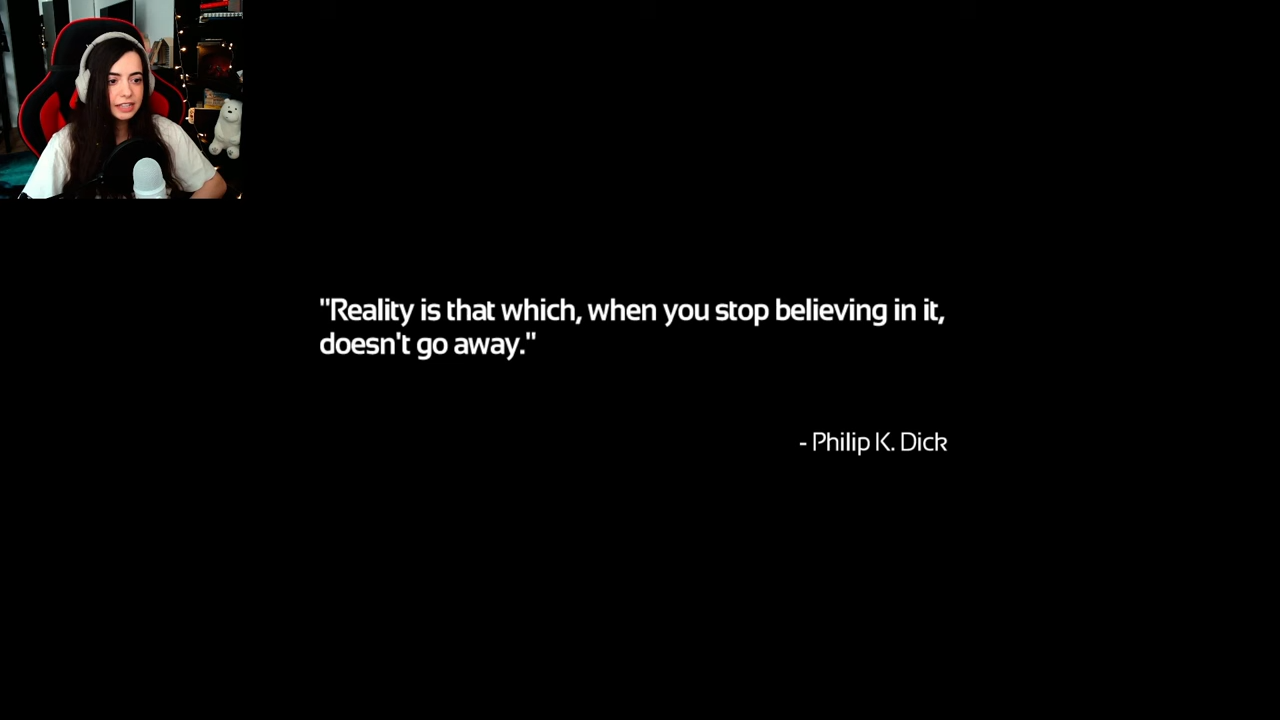 "Reality is that which, when you stop believing in it,
doesn't go away."
- Philip K. Dick